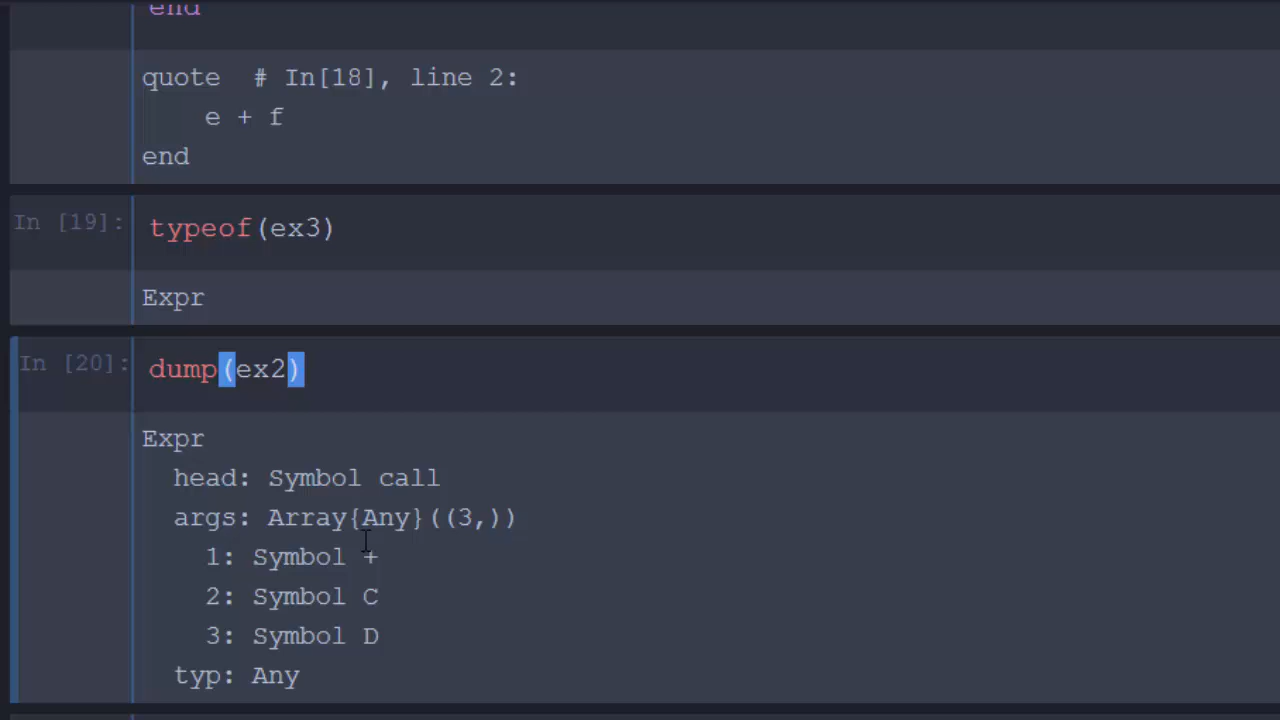 end
quote  # In[18], line 2:
    e + f
end
In [19]: typeof(ex3)
Expr
In [20]: dump(ex2)
Expr
  head: Symbol call
  args: Array{Any}((3,))
    1: Symbol +
    2: Symbol C
    3: Symbol D
  typ: Any